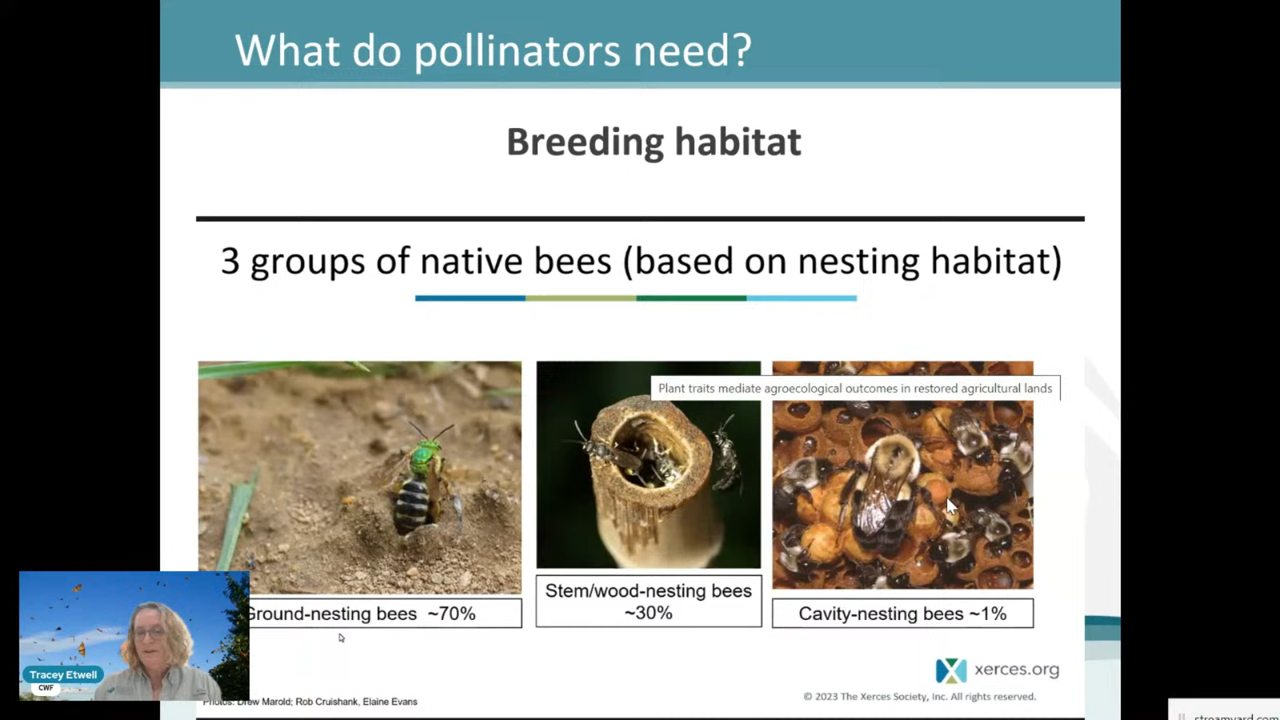 What do pollinators need?
Breeding habitat
3 groups of native bees (based on nesting habitat)
Plant traits mediate agroecological outcomes in restored agricultural lands
Ground-nesting bees ~70%
Stem/wood-nesting bees
~30%
Cavity-nesting bees ~1%
xerces.org
© 2023 The Xerces Society, Inc. All rights reserved.
Photos: Drew Marold; Rob Cruishank, Elaine Evans
Tracey Etwell
CWF
streamyard.com